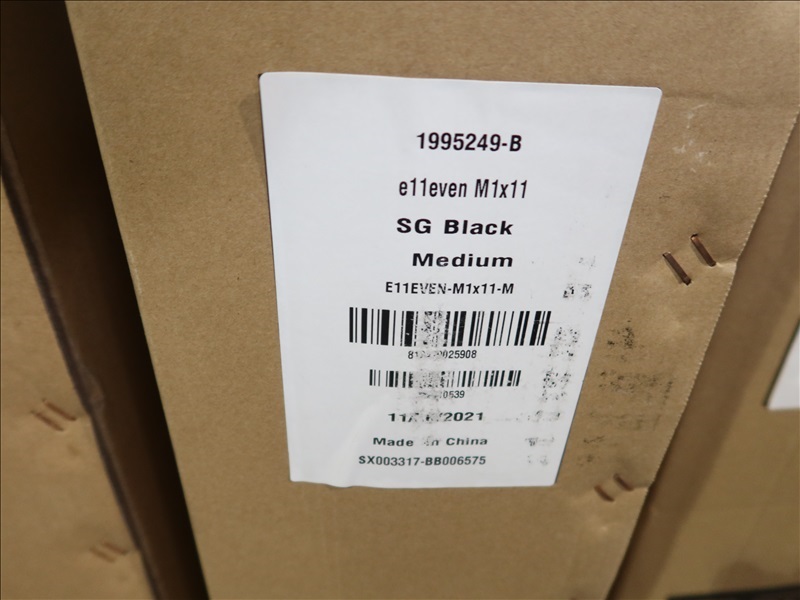 1995249-B
e11even M1x11
SG Black
Medium
E11EVEN-M1x11-M
Made in China
SX003317-BB006575